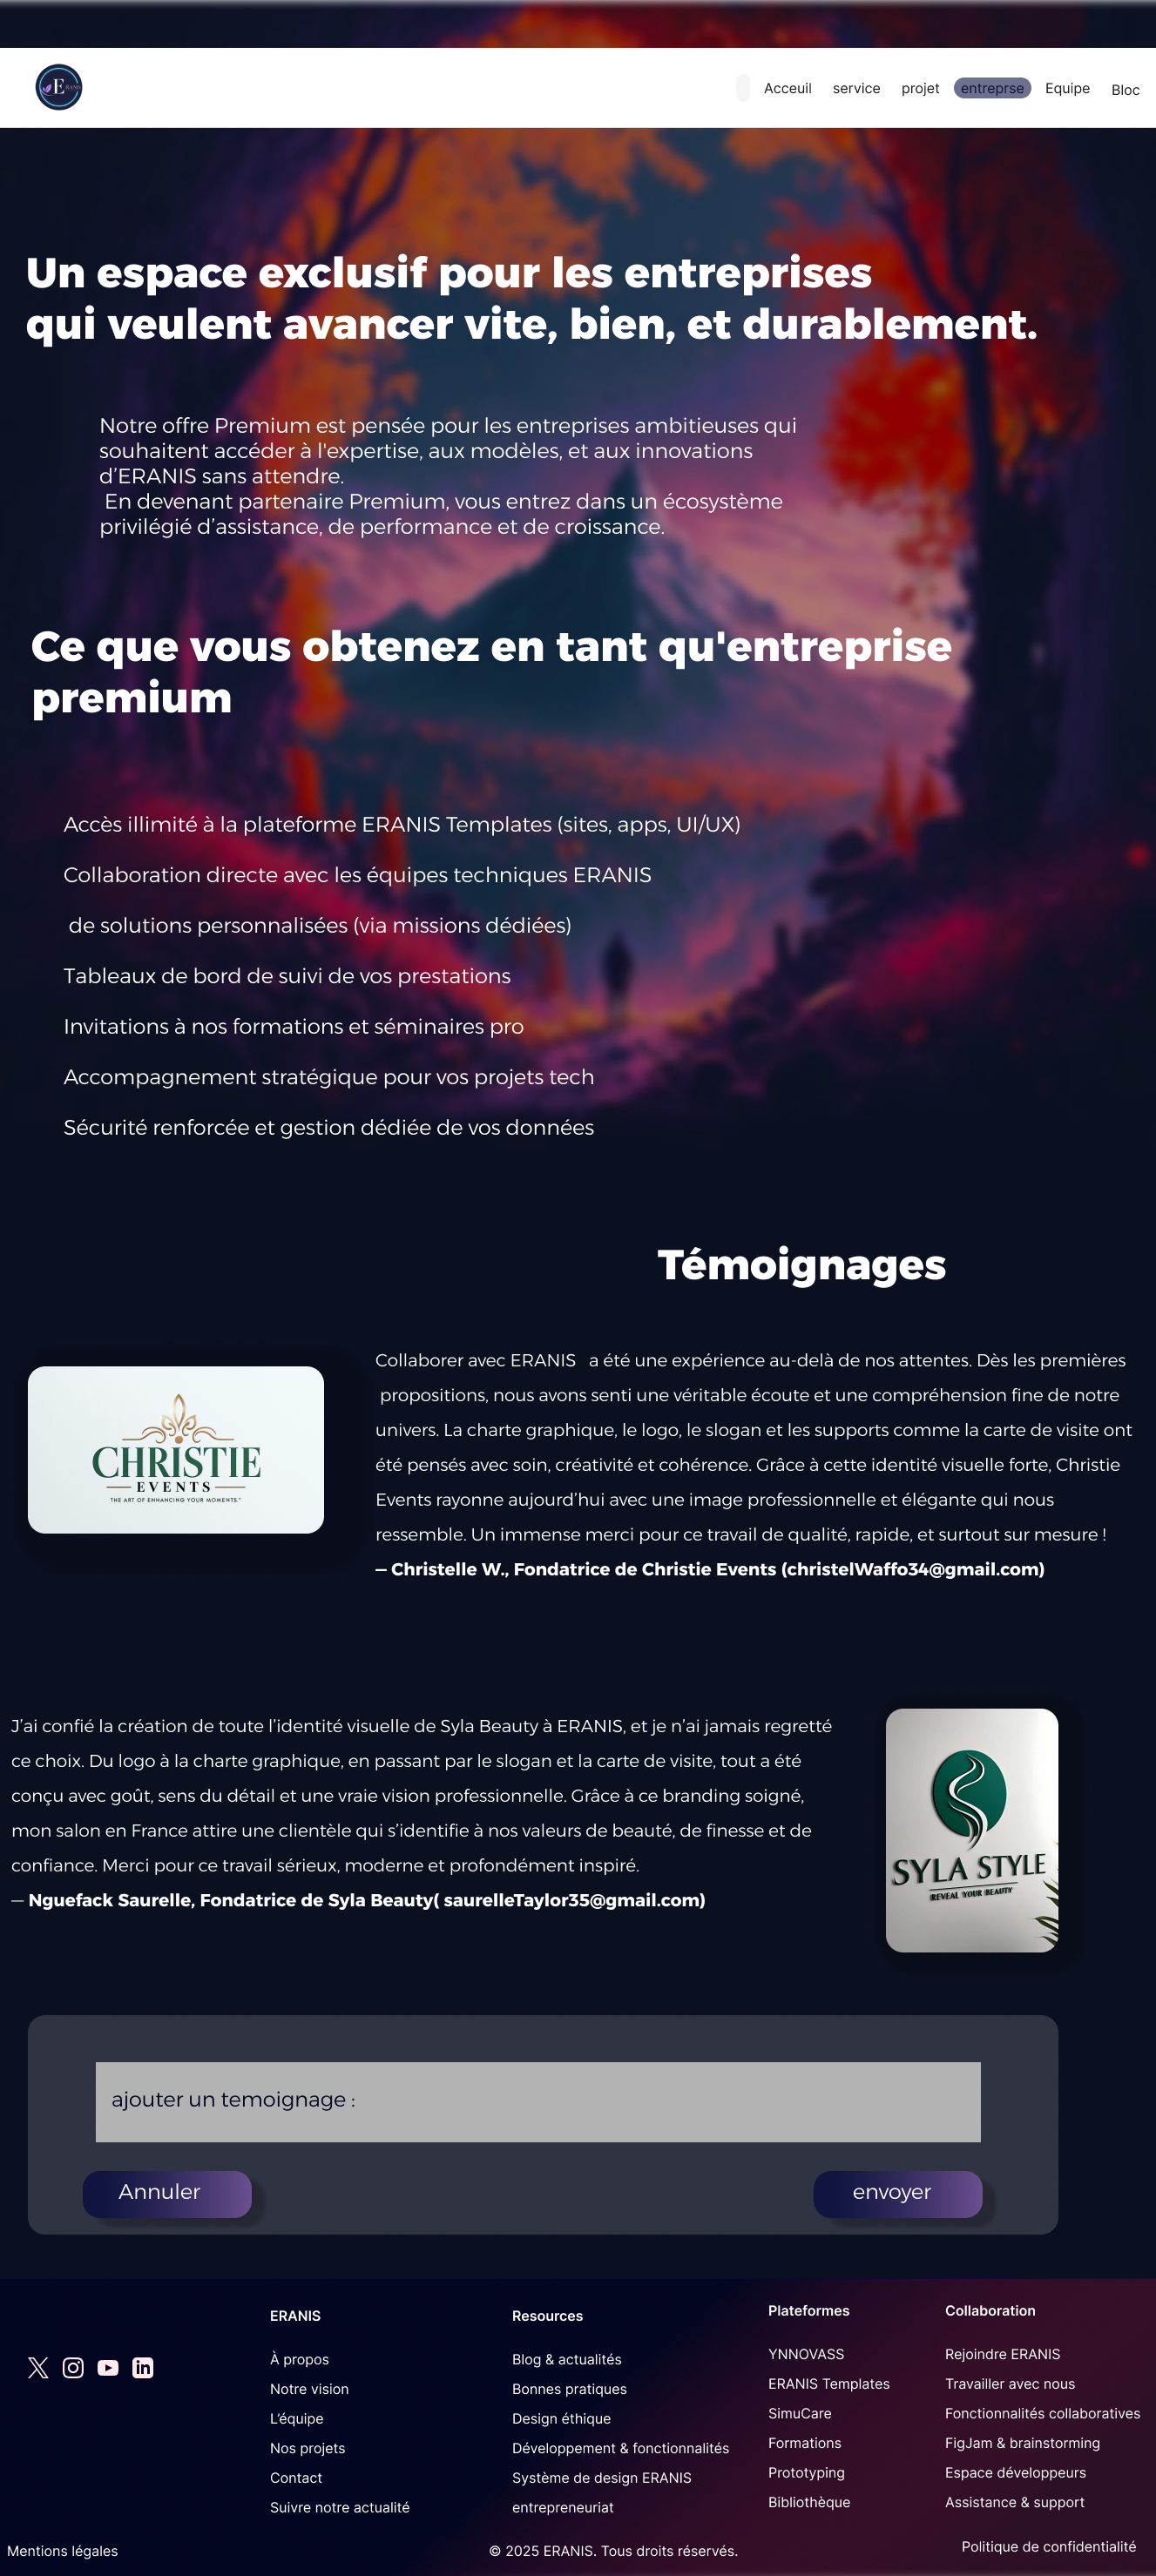 ERANIS
Acceuil
service
projet
entreprse
Equipe
Bloc
Un espace exclusif pour les entreprises
qui veulent avancer vite, bien, et durablement.
Notre offre Premium est pensée pour les entreprises ambitieuses qui
souhaitent accéder à l'expertise, aux modèles, et aux innovations
d’ERANIS sans attendre.
En devenant partenaire Premium, vous entrez dans un écosystème
privilégié d’assistance, de performance et de croissance.
Ce que vous obtenez en tant qu'entreprise
premium
Accès illimité à la plateforme ERANIS Templates (sites, apps, UI/UX)
Collaboration directe avec les équipes techniques ERANIS
de solutions personnalisées (via missions dédiées)
Tableaux de bord de suivi de vos prestations
Invitations à nos formations et séminaires pro
Accompagnement stratégique pour vos projets tech
Sécurité renforcée et gestion dédiée de vos données
Témoignages
CHRISTIE
EVENTS
THE ART OF ENHANCING YOUR MOMENTS."
Collaborer avec ERANIS a été une expérience au-delà de nos attentes. Dès les premières
propositions, nous avons senti une véritable écoute et une compréhension fine de notre
univers. La charte graphique, le logo, le slogan et les supports comme la carte de visite ont
été pensés avec soin, créativité et cohérence. Grâce à cette identité visuelle forte, Christie
Events rayonne aujourd’hui avec une image professionnelle et élégante qui nous
ressemble. Un immense merci pour ce travail de qualité, rapide, et surtout sur mesure !
— Christelle W., Fondatrice de Christie Events (christelWaffo34@gmail.com)
J’ai confié la création de toute l’identité visuelle de Syla Beauty à ERANIS, et je n’ai jamais regretté
ce choix. Du logo à la charte graphique, en passant par le slogan et la carte de visite, tout a été
conçu avec goût, sens du détail et une vraie vision professionnelle. Grâce à ce branding soigné,
mon salon en France attire une clientèle qui s’identifie à nos valeurs de beauté, de finesse et de
confiance. Merci pour ce travail sérieux, moderne et profondément inspiré.
— Nguefack Saurelle, Fondatrice de Syla Beauty( saurelleTaylor35@gmail.com)
SYLA STYLE
REVEAL YOUR BEAUTY
ajouter un temoignage :
Annuler
envoyer
ERANIS
À propos
Notre vision
L’équipe
Nos projets
Contact
Suivre notre actualité
Resources
Blog & actualités
Bonnes pratiques
Design éthique
Développement & fonctionnalités
Système de design ERANIS
entrepreneuriat
Plateformes
YNNOVASS
ERANIS Templates
SimuCare
Formations
Prototyping
Bibliothèque
Collaboration
Rejoindre ERANIS
Travailler avec nous
Fonctionnalités collaboratives
FigJam & brainstorming
Espace développeurs
Assistance & support
Mentions légales
© 2025 ERANIS. Tous droits réservés.
Politique de confidentialité